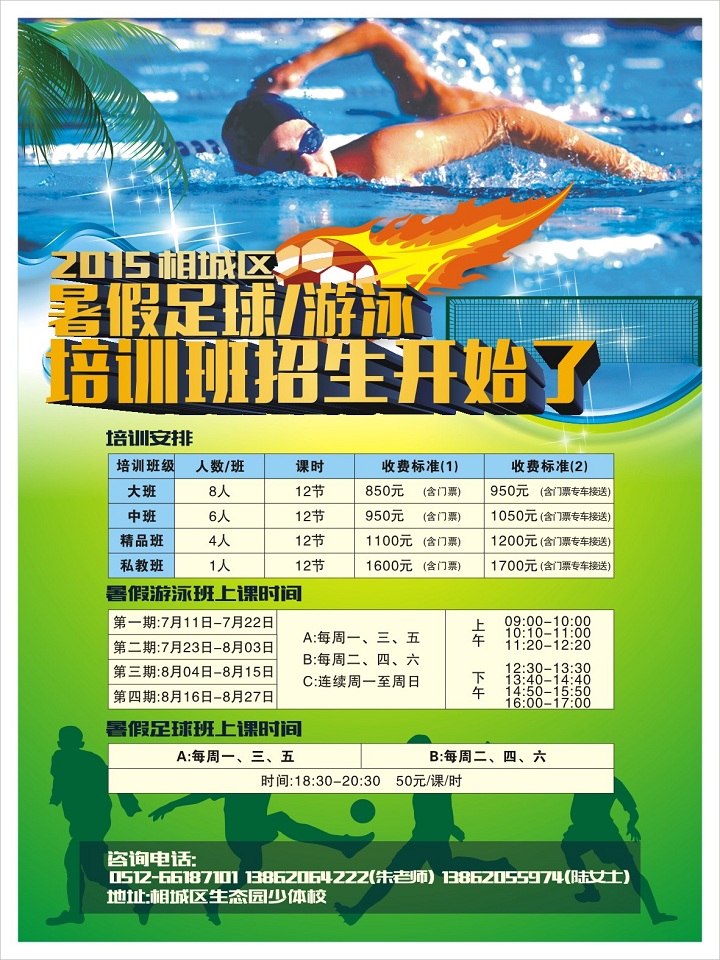 2015相城区
暑假足球/游泳
培训班招生开始了
培训安排
培训班级 人数/班 课时 收费标准(1) 收费标准(2)
大班 8人 12节 850元 (含门票) 950元 (含门票专车接送)
中班 6人 12节 950元 (含门票) 1050元 (含门票专车接送)
精品班 4人 12节 1100元 (含门票) 1200元 (含门票专车接送)
私教班 1人 12节 1600元 (含门票) 1700元 (含门票专车接送)
暑假游泳班上课时间
第一期:7月11日-7月22日
第二期:7月23日-8月03日
第三期:8月04日-8月15日
第四期:8月16日-8月27日
A:每周一、三、五
B:每周二、四、六
C:连续周一至周日
上午
09:00-10:00
10:10-11:00
11:20-12:20
下午
12:30-13:30
13:40-14:40
14:50-15:50
16:00-17:00
暑假足球班上课时间
A:每周一、三、五 B:每周二、四、六
时间:18:30-20:30 50元/课/时
咨询电话:
0512-66187101 13862064222(朱老师) 13862055974(陆女士)
地址:相城区生态园少体校